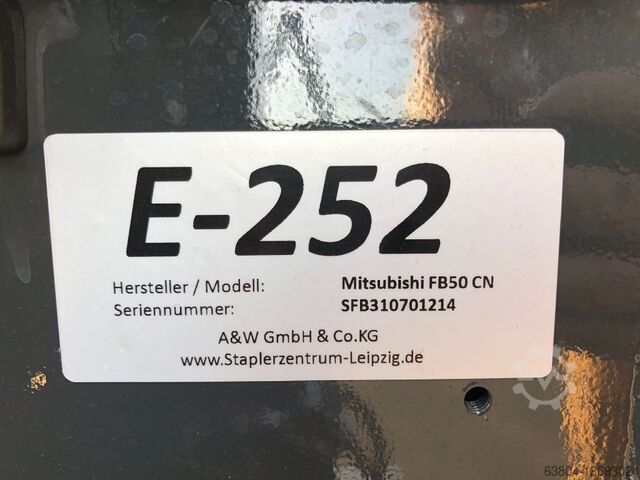 E-252
Hersteller / Modell: Mitsubishi FB50 CN
Seriennummer: SFB310701214
A&W GmbH & Co.KG
www.Staplerzentrum-Leipzig.de